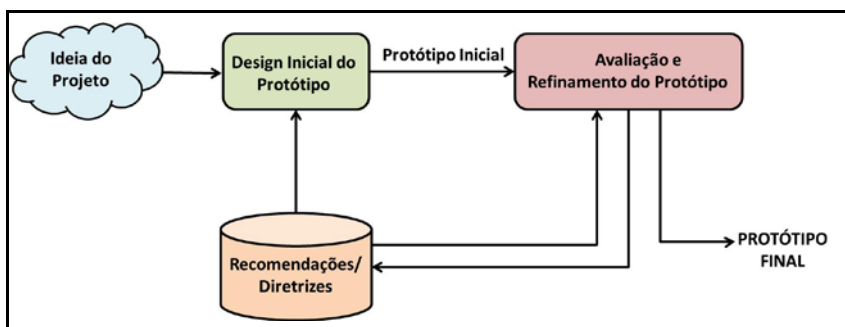 Ideia do
Projeto
Design Inicial do
Protótipo
Protótipo Inicial
Avaliação e
Refinamento do Protótipo
Recomendações/
Diretrizes
PROTÓTIPO
FINAL